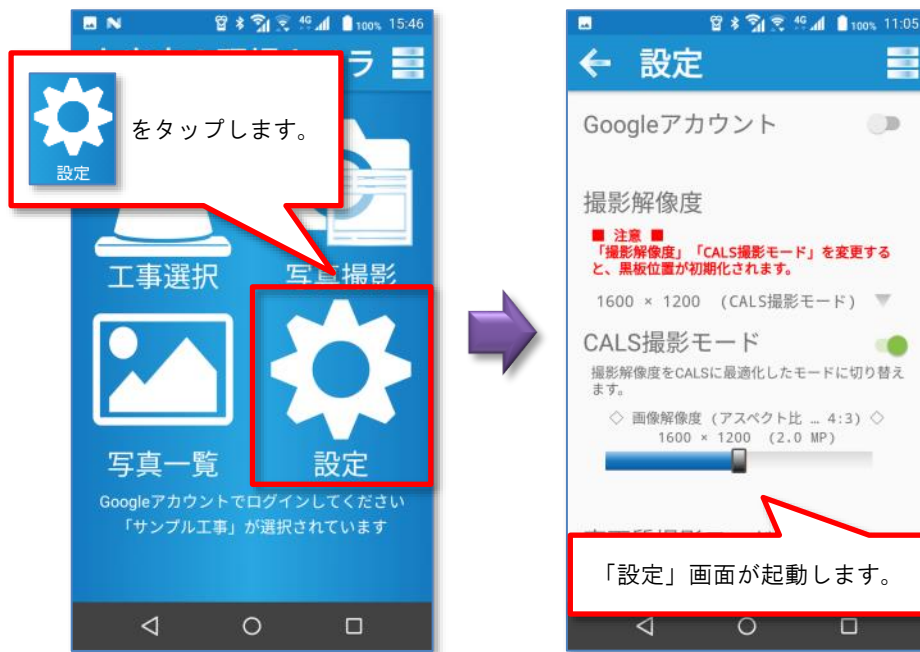 100% 15:46
ラ
設定
をタップします。
工事選択
写真撮影
写真一覧
設定
Googleアカウントでログインしてください
「サンプル工事」が選択されています
4G 100% 11:05
設定
Googleアカウント
撮影解像度
■ 注意 ■
「撮影解像度」「CALS撮影モード」を変更する
と、黒板位置が初期化されます。
1600 × 1200 (CALS撮影モード)
CALS撮影モード
撮影解像度をCALSに最適化したモードに切り替え
ます。
◇ 画像解像度 (アスペクト比 … 4:3) ◇
1600 × 1200 (2.0 MP)
「設定」画面が起動します。